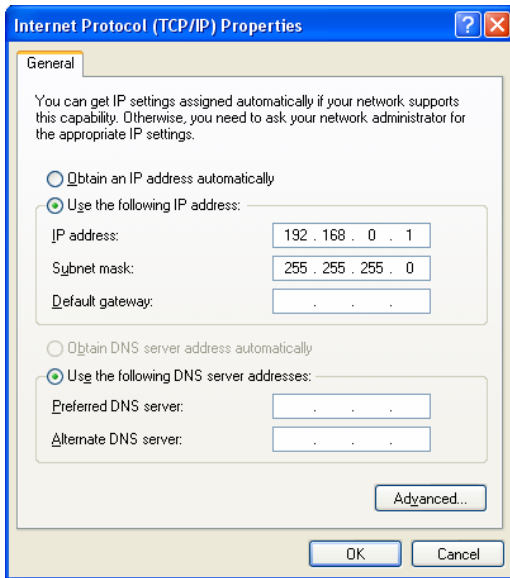 Internet Protocol (TCP/IP) Properties
General
You can get IP settings assigned automatically if your network supports
this capability. Otherwise, you need to ask your network administrator for
the appropriate IP settings.
Obtain an IP address automatically
Use the following IP address:
IP address: 192 . 168 . 0 . 1
Subnet mask: 255 . 255 . 255 . 0
Default gateway: . . .
Obtain DNS server address automatically
Use the following DNS server addresses:
Preferred DNS server: . . .
Alternate DNS server: . . .
Advanced...
OK Cancel